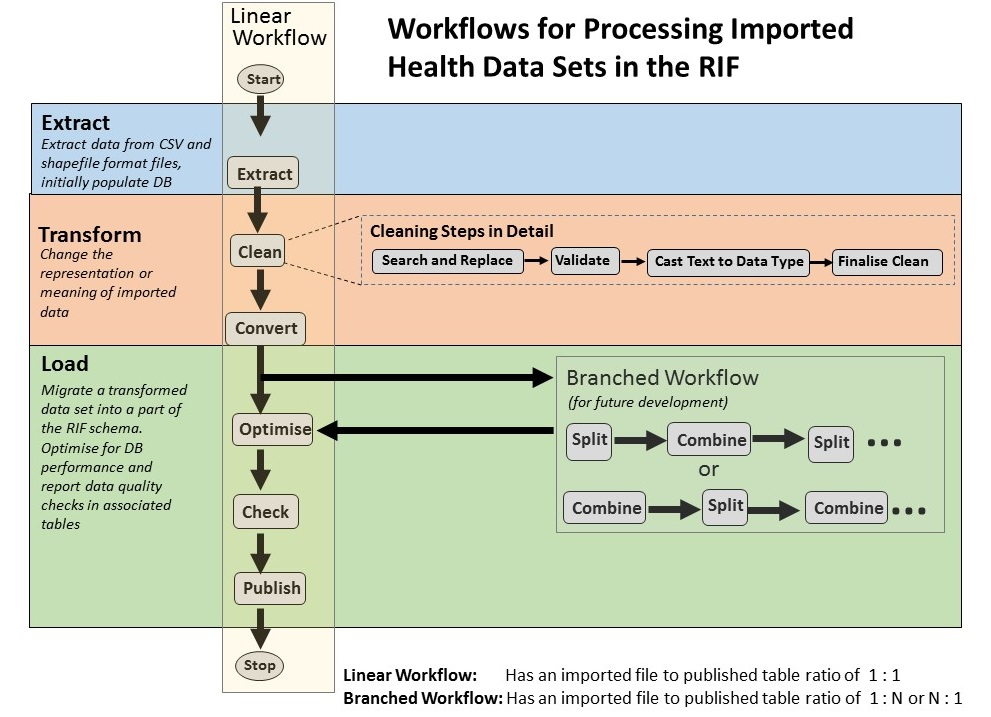 Linear
Workflow
Workflows for Processing Imported
Health Data Sets in the RIF
Start
Extract
Extract data from CSV and
shapefile format files,
initially populate DB
Extract
Transform
Change the
representation or
meaning of imported
data
Clean
Cleaning Steps in Detail
Search and Replace
Validate
Cast Text to Data Type
Finalise Clean
Convert
Load
Migrate a transformed
data set into a part of
the RIF schema.
Optimise for DB
performance and
report data quality
checks in associated
tables
Optimise
Check
Publish
Branched Workflow
(for future development)
Split
Combine
Split
•••
or
Combine
Split
Combine
•••
Stop
Linear Workflow: Has an imported file to published table ratio of 1 : 1
Branched Workflow: Has an imported file to published table ratio of 1 : N or N : 1